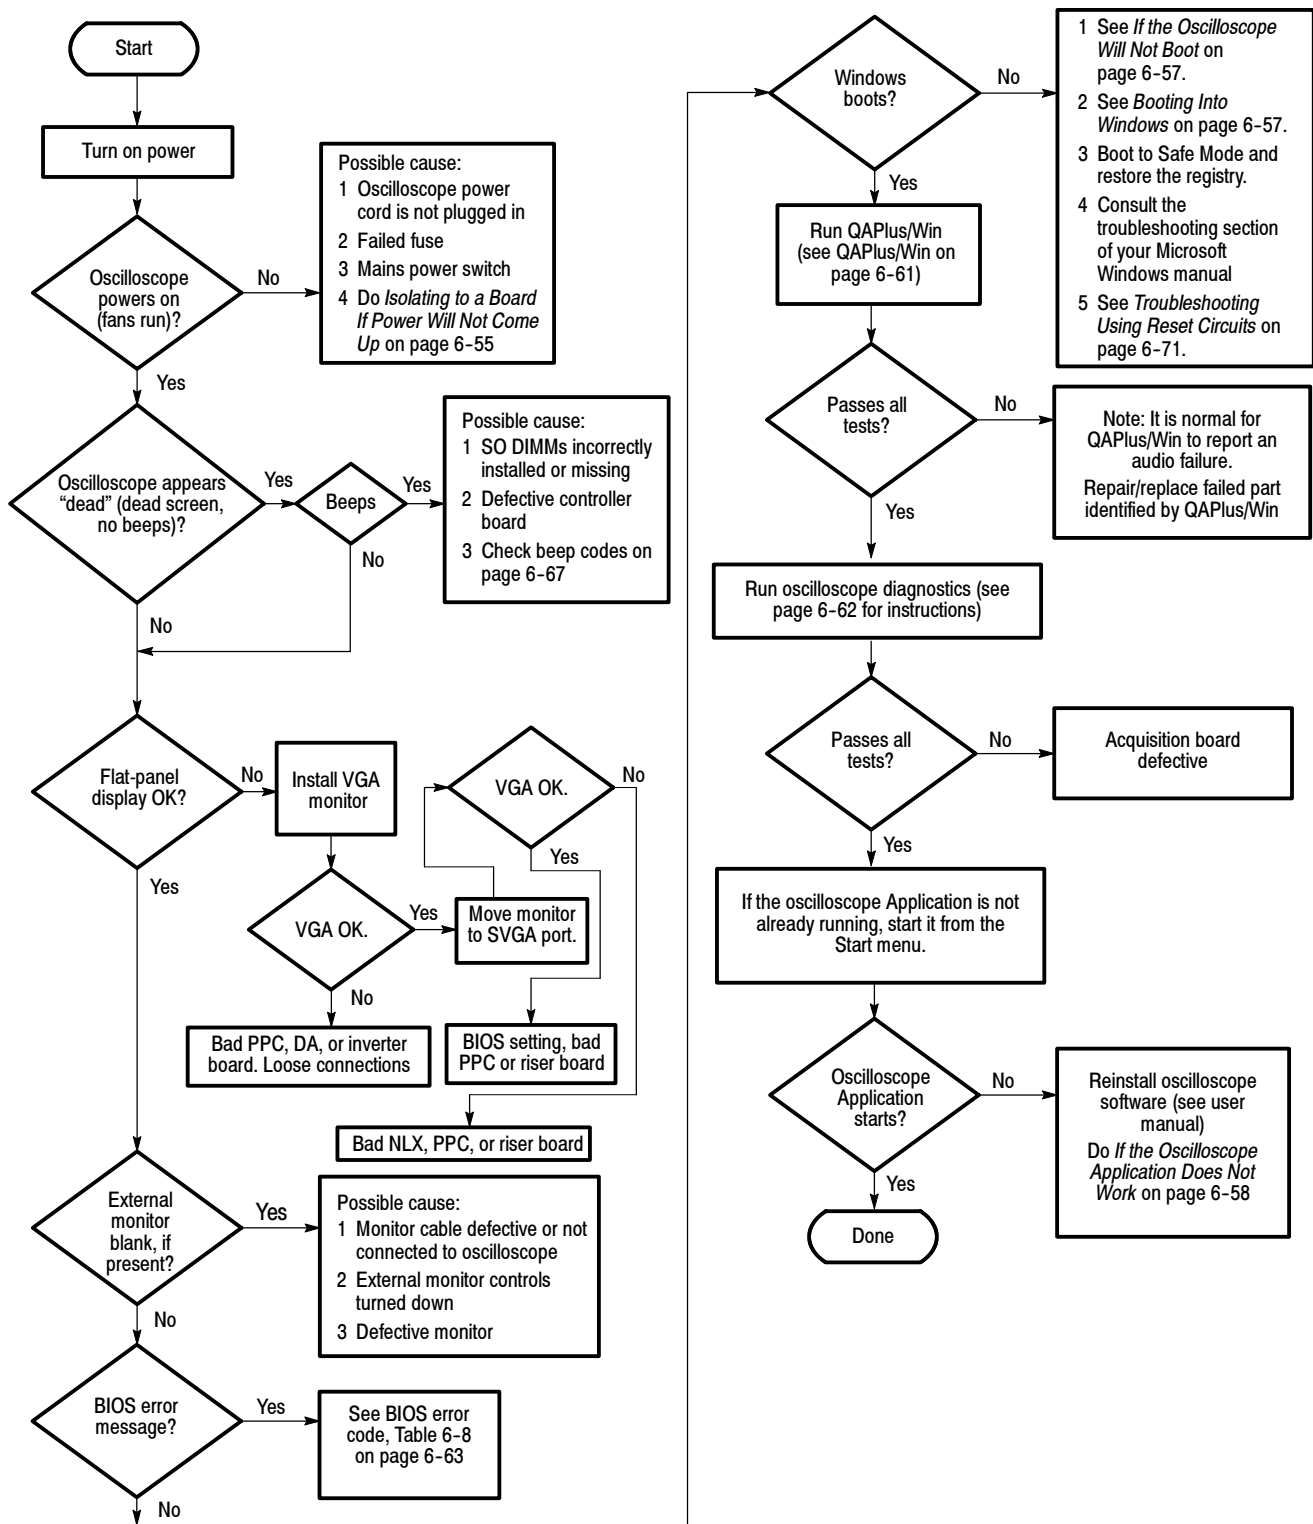 Start
Turn on power
Oscilloscope
powers on
(fans run)?
No
Possible cause:
1 Oscilloscope power
cord is not plugged in
2 Failed fuse
3 Mains power switch
4 Do Isolating to a Board
If Power Will Not Come
Up on page 6-55
Yes
Oscilloscope appears
“dead” (dead screen,
no beeps)?
Yes
Beeps
Yes
Possible cause:
1 SO DIMMs incorrectly
installed or missing
2 Defective controller
board
3 Check beep codes on
page 6-67
No
No
Flat-panel
display OK?
No
Install VGA
monitor
VGA OK.
No
Yes
Yes
VGA OK.
Yes
Move monitor
to SVGA port.
No
Bad PPC, DA, or inverter
board. Loose connections
BIOS setting, bad
PPC or riser board
Bad NLX, PPC, or riser board
External
monitor
blank, if
present?
Yes
Possible cause:
1 Monitor cable defective or not
connected to oscilloscope
2 External monitor controls
turned down
3 Defective monitor
No
BIOS error
message?
Yes
See BIOS error
code, Table 6-8
on page 6-63
No
Windows
boots?
No
1 See If the Oscilloscope
Will Not Boot on
page 6-57.
2 See Booting Into
Windows on page 6-57.
3 Boot to Safe Mode and
restore the registry.
4 Consult the
troubleshooting section
of your Microsoft
Windows manual
5 See Troubleshooting
Using Reset Circuits on
page 6-71.
Yes
Run QAPlus/Win
(see QAPlus/Win on
page 6-61)
Passes all
tests?
No
Note: It is normal for
QAPlus/Win to report an
audio failure.
Repair/replace failed part
identified by QAPlus/Win
Yes
Run oscilloscope diagnostics (see
page 6-62 for instructions)
Passes all
tests?
No
Acquisition board
defective
Yes
If the oscilloscope Application is not
already running, start it from the
Start menu.
Oscilloscope
Application
starts?
No
Reinstall oscilloscope
software (see user
manual)
Do If the Oscilloscope
Application Does Not
Work on page 6-58
Yes
Done